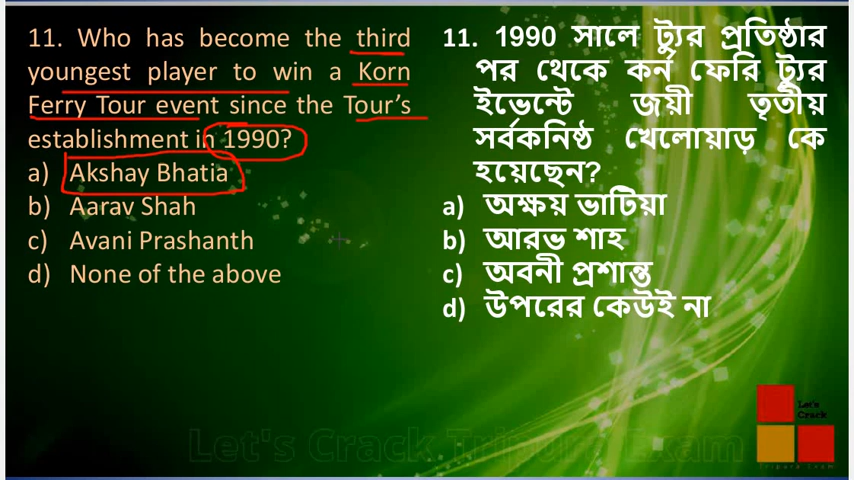 11. Who has become the third
youngest player to win a Korn
Ferry Tour event since the Tour's
establishment in 1990?
a) Akshay Bhatia
b) Aarav Shah
c) Avani Prashanth
d) None of the above
11. 1990 সালে ট্যুর প্রতিষ্ঠার
পর থেকে কর্ন ফেরি ট্যুর
ইভেন্টে জয়ী তৃতীয়
সর্বকনিষ্ঠ খেলোয়াড় কে
হয়েছেন?
a) অক্ষয় ভাটিয়া
b) আরভ শাহ
c) অবনী প্রশান্ত
d) উপরের কেউই না
Let's
Crack
Tripura Exam
Let's Crack Tripura Exam